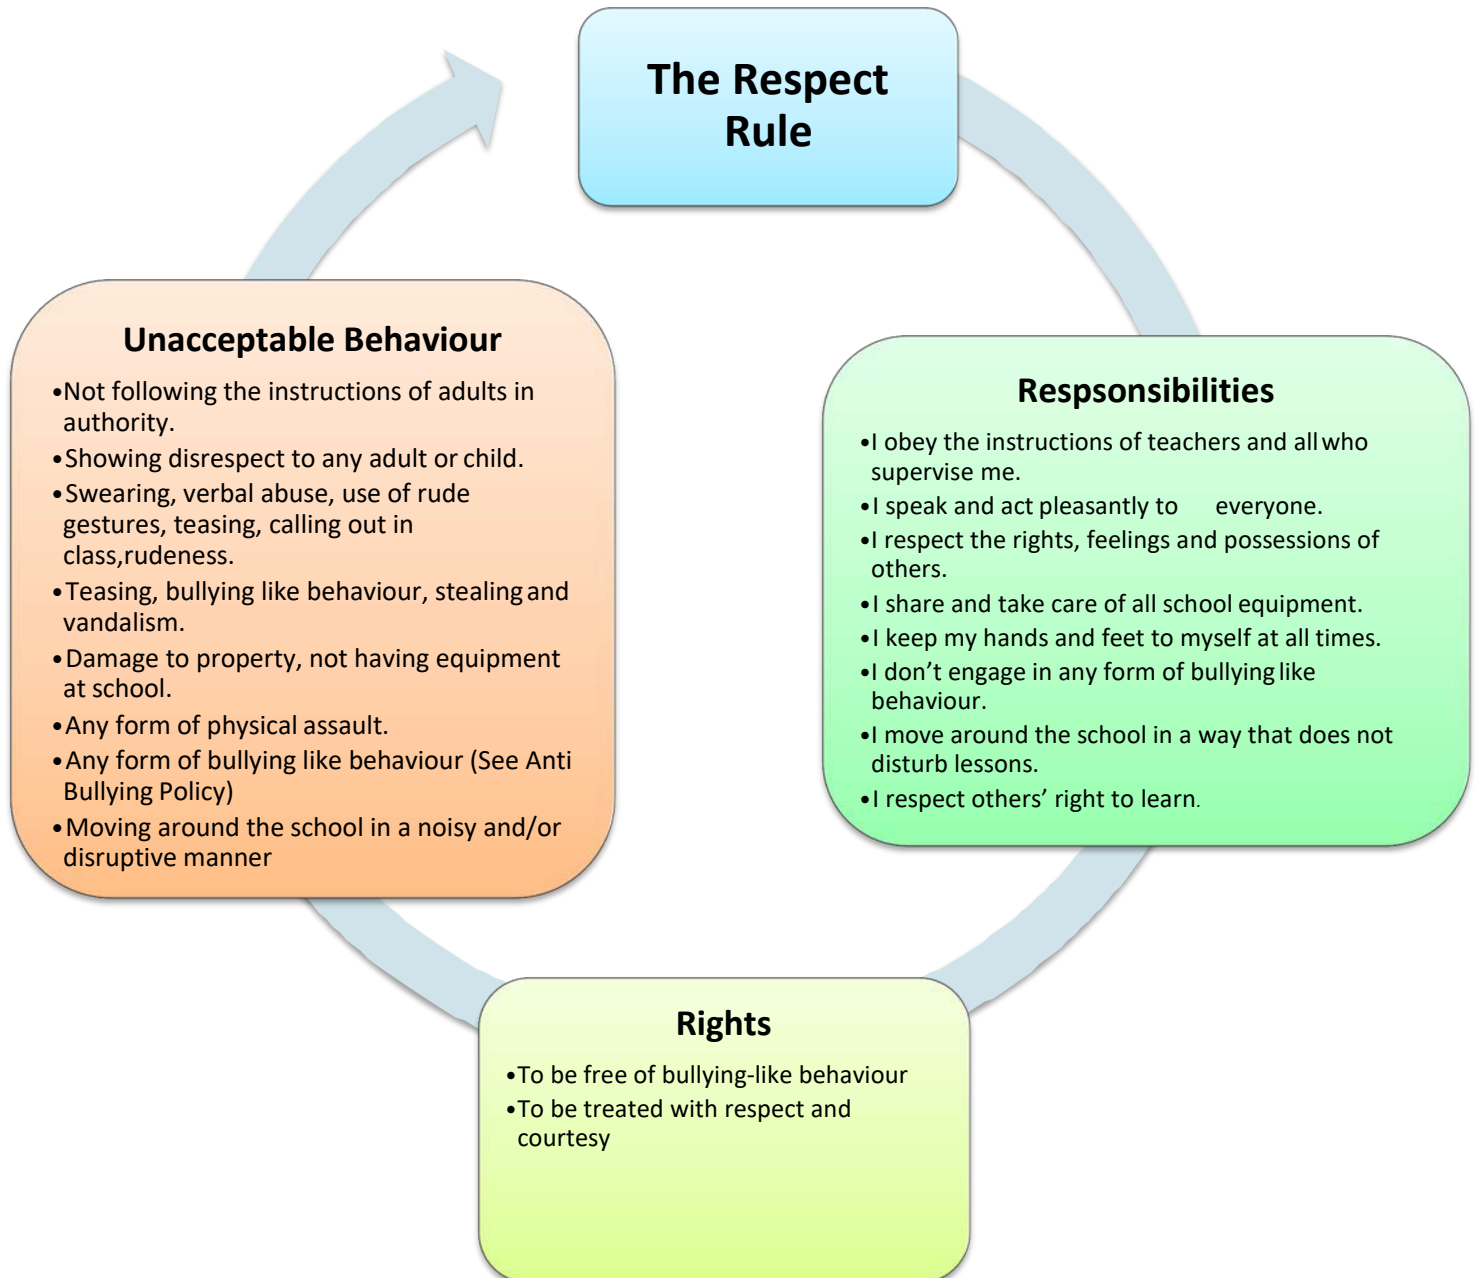 The Respect
Rule
Unacceptable Behaviour
•Not following the instructions of adults in
authority.
•Showing disrespect to any adult or child.
•Swearing, verbal abuse, use of rude
gestures, teasing, calling out in
class,rudeness.
•Teasing, bullying like behaviour, stealing and
vandalism.
•Damage to property, not having equipment
at school.
•Any form of physical assault.
•Any form of bullying like behaviour (See Anti
Bullying Policy)
•Moving around the school in a noisy and/or
disruptive manner
Respsonsibilities
•I obey the instructions of teachers and all who
supervise me.
•I speak and act pleasantly to everyone.
•I respect the rights, feelings and possessions of
others.
•I share and take care of all school equipment.
•I keep my hands and feet to myself at all times.
•I don’t engage in any form of bullying like
behaviour.
•I move around the school in a way that does not
disturb lessons.
•I respect others’ right to learn.
Rights
•To be free of bullying-like behaviour
•To be treated with respect and
courtesy